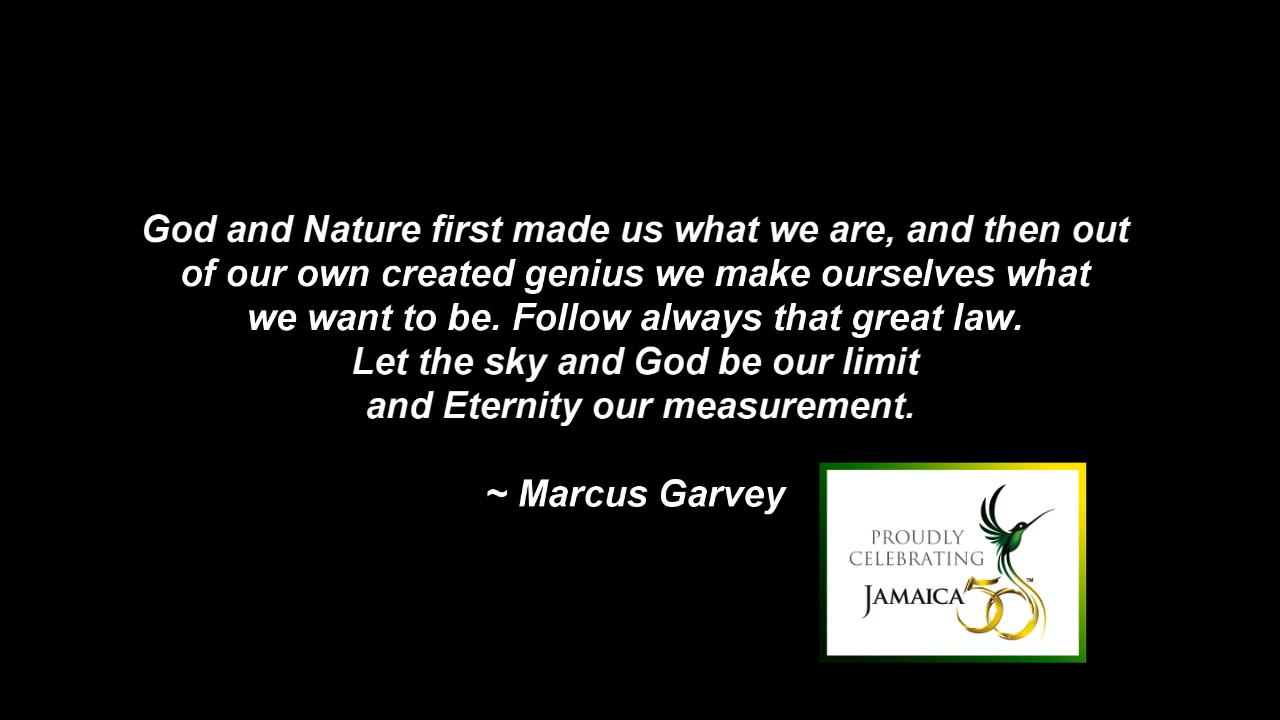 God and Nature first made us what we are, and then out
of our own created genius we make ourselves what
we want to be. Follow always that great law.
Let the sky and God be our limit
and Eternity our measurement.
~ Marcus Garvey
PROUDLY
CELEBRATING
JAMAICA 50™